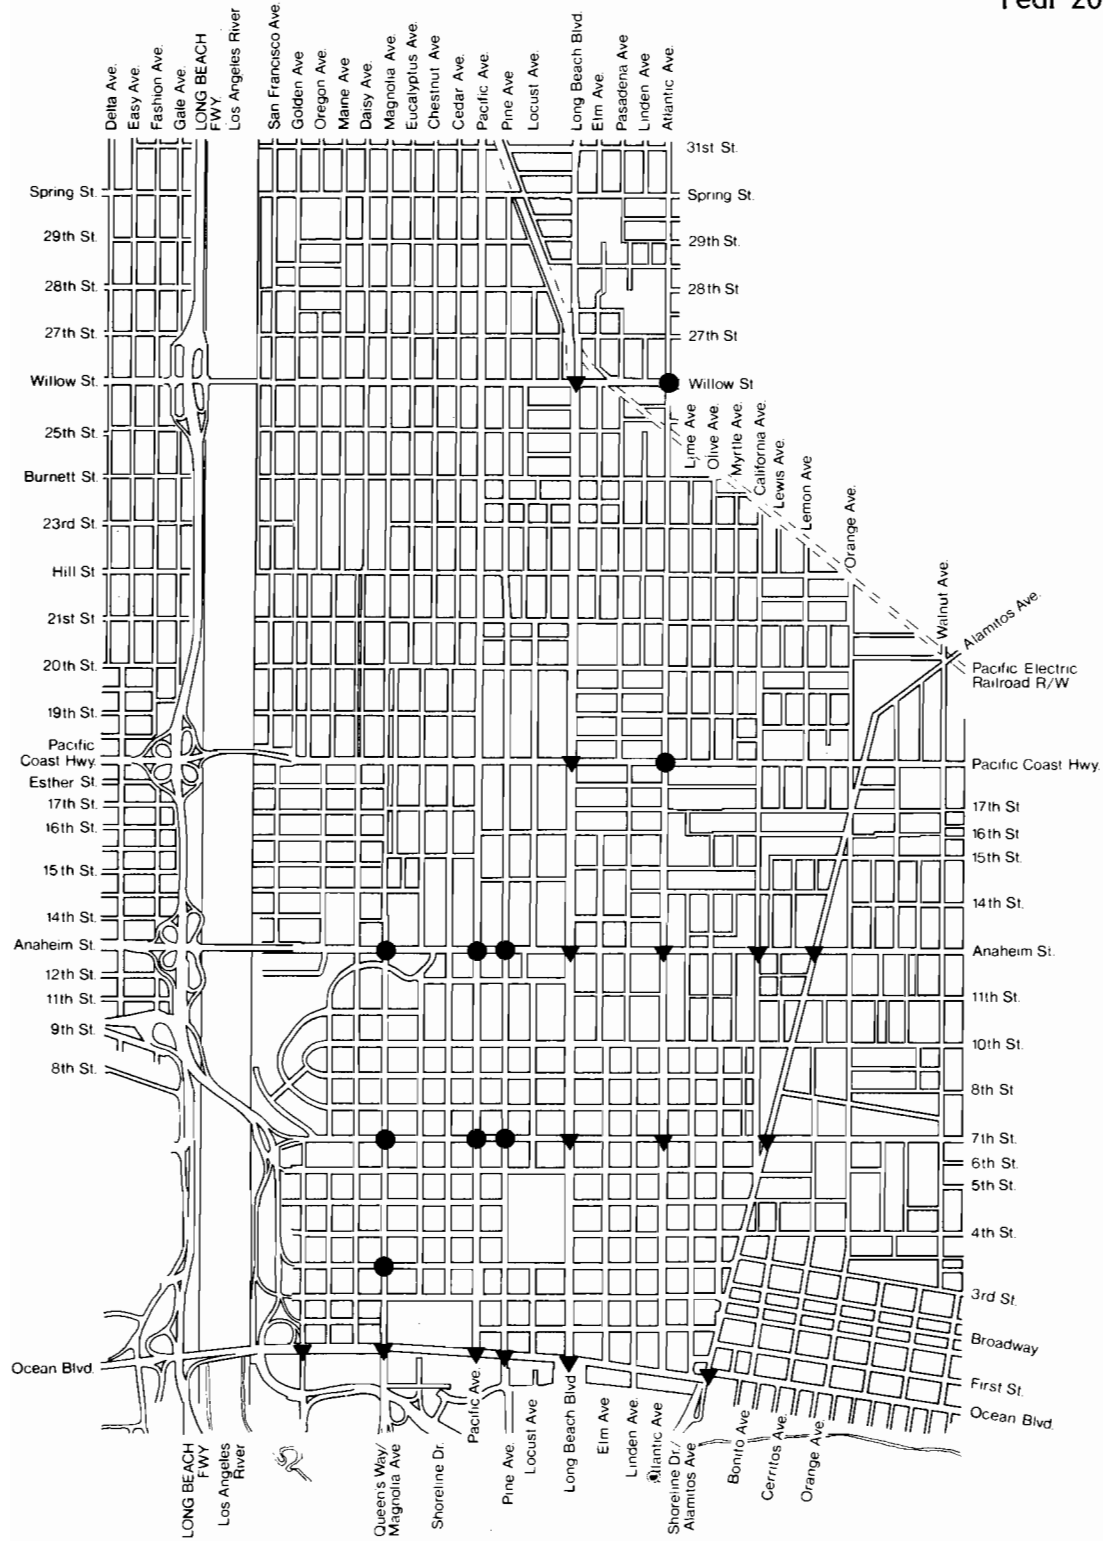 Year 20
Delta Ave.
Easy Ave.
Fashion Ave.
Gale Ave.
LONG BEACH
FWY.
Los Angeles River
San Francisco Ave.
Golden Ave
Oregon Ave.
Maine Ave
Daisy Ave.
Magnolia Ave.
Eucalyptus Ave.
Chestnut Ave
Cedar Ave.
Pacific Ave.
Pine Ave
Locust Ave.
Long Beach Blvd.
Elm Ave.
Pasadena Ave
Linden Ave
Atlantic Ave.
31st St.
Spring St.
Spring St.
29th St.
29th St.
28th St.
28th St
27th St.
27th St
Willow St.
Willow St
Lime Ave
Olive Ave.
Myrtle Ave.
California Ave.
Lewis Ave.
Lemon Ave
Orange Ave.
Walnut Ave.
Alamitos Ave.
25th St.
Burnett St.
23rd St.
Hill St
21st St
20th St.
Pacific Electric
Railroad R/W
19th St.
Pacific
Coast Hwy.
Pacific Coast Hwy.
Esther St.
17th St.
17th St
16th St.
16th St
15th St.
15th St.
14th St.
14th St.
Anaheim St.
Anaheim St.
12th St.
11th St.
11th St.
9th St.
10th St.
8th St.
8th St
7th St.
6th St.
5th St.
4th St.
3rd St.
Broadway
Ocean Blvd.
First St.
Ocean Blvd.
LONG BEACH
FWY
Los Angeles
River
Queen's Way/
Magnolia Ave
Shoreline Dr.
Pacific Ave.
Pine Ave.
Locust Ave
Long Beach Blvd
Elm Ave
Linden Ave.
Atlantic Ave
Shoreline Dr./
Alamitos Ave
Bonito Ave
Cerritos Ave.
Orange Ave.